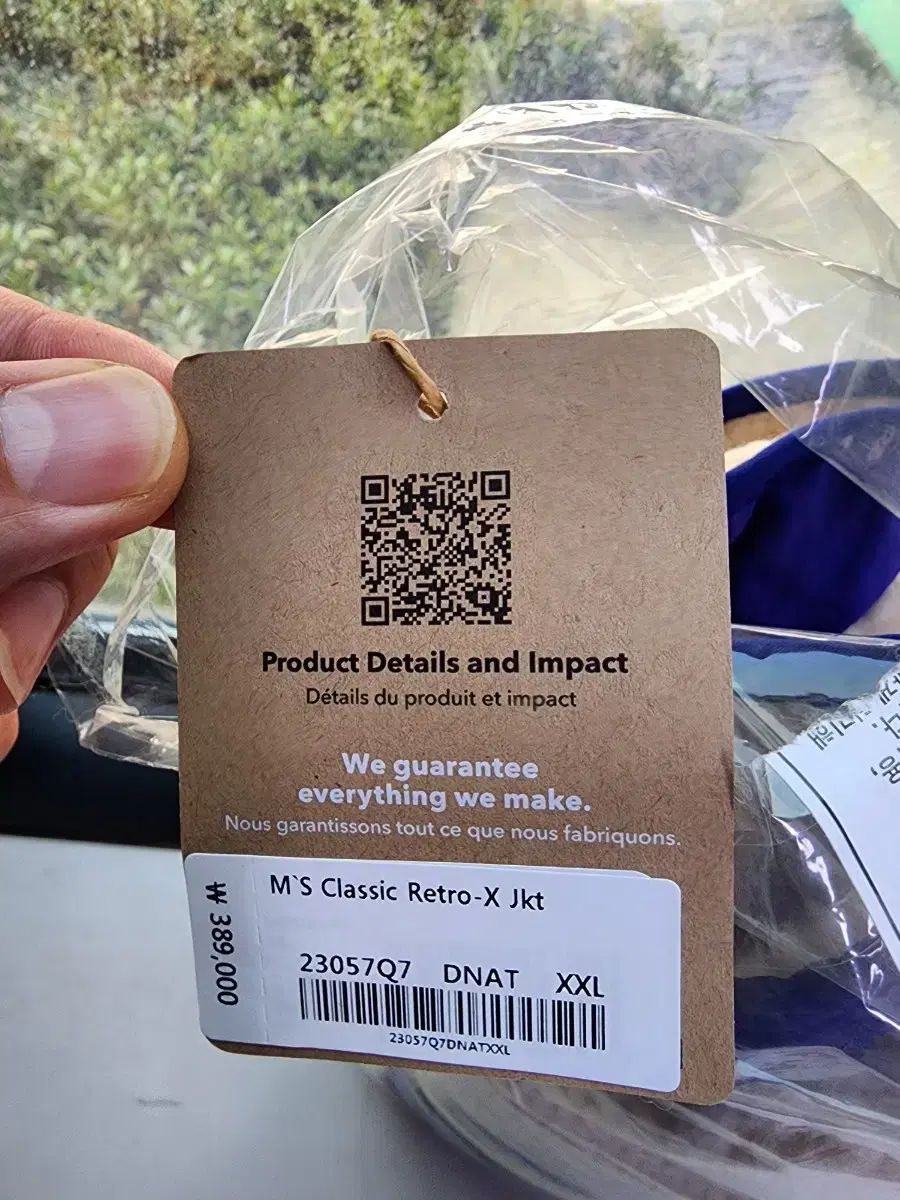 Product Details and Impact
Détails du produit et impact
We guarantee
everything we make.
Nous garantissons tout ce que nous fabriquons.
M`S Classic Retro-X Jkt
₩ 389,000
23057Q7 DNAT XXL
23057Q7DNATXXL